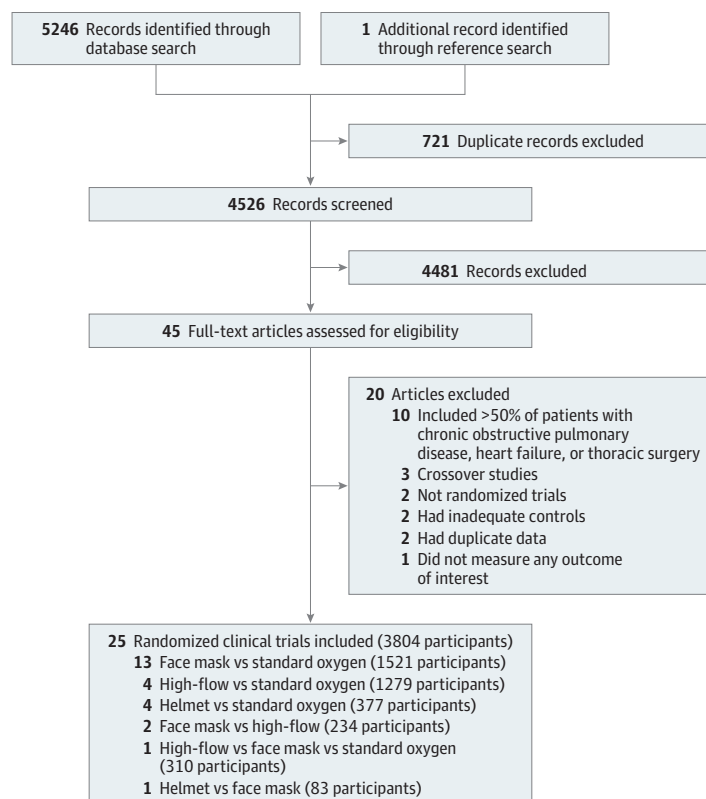 5246 Records identified through
database search
1 Additional record identified
through reference search
721 Duplicate records excluded
4526 Records screened
4481 Records excluded
45 Full-text articles assessed for eligibility
20 Articles excluded
10 Included >50% of patients with
chronic obstructive pulmonary
disease, heart failure, or thoracic surgery
3 Crossover studies
2 Not randomized trials
2 Had inadequate controls
2 Had duplicate data
1 Did not measure any outcome
of interest
25 Randomized clinical trials included (3804 participants)
13 Face mask vs standard oxygen (1521 participants)
4 High-flow vs standard oxygen (1279 participants)
4 Helmet vs standard oxygen (377 participants)
2 Face mask vs high-flow (234 participants)
1 High-flow vs face mask vs standard oxygen
(310 participants)
1 Helmet vs face mask (83 participants)